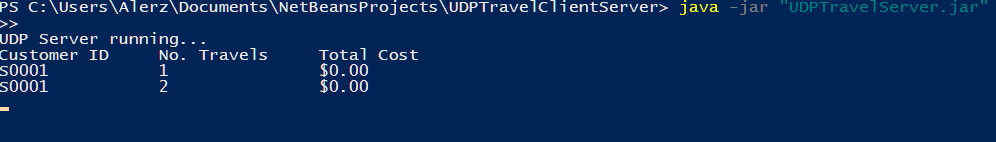 PS C:\Users\Alerz\Documents\NetBeansProjects\UDPTravelClientServer> java -jar "UDPTravelServer.jar"
>>
UDP Server running...
Customer ID     No. Travels     Total Cost
S0001           1               $0.00
S0001           2               $0.00